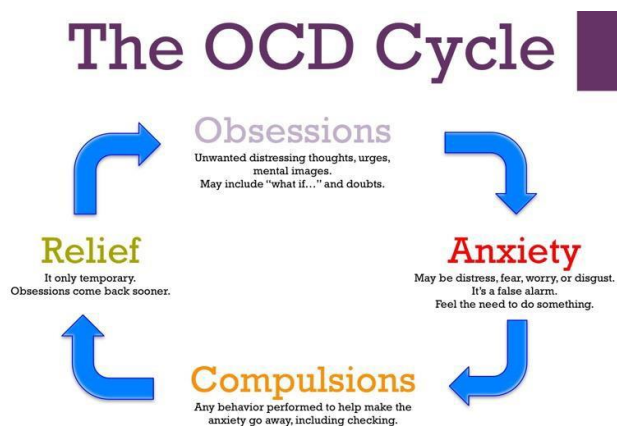 The OCD Cycle
Obsessions
Unwanted distressing thoughts, urges,
mental images.
May include “what if…” and doubts.
Relief
It only temporary.
Obsessions come back sooner.
Anxiety
May be distress, fear, worry, or disgust.
It's a false alarm.
Feel the need to do something.
Compulsions
Any behavior performed to help make the
anxiety go away, including checking.